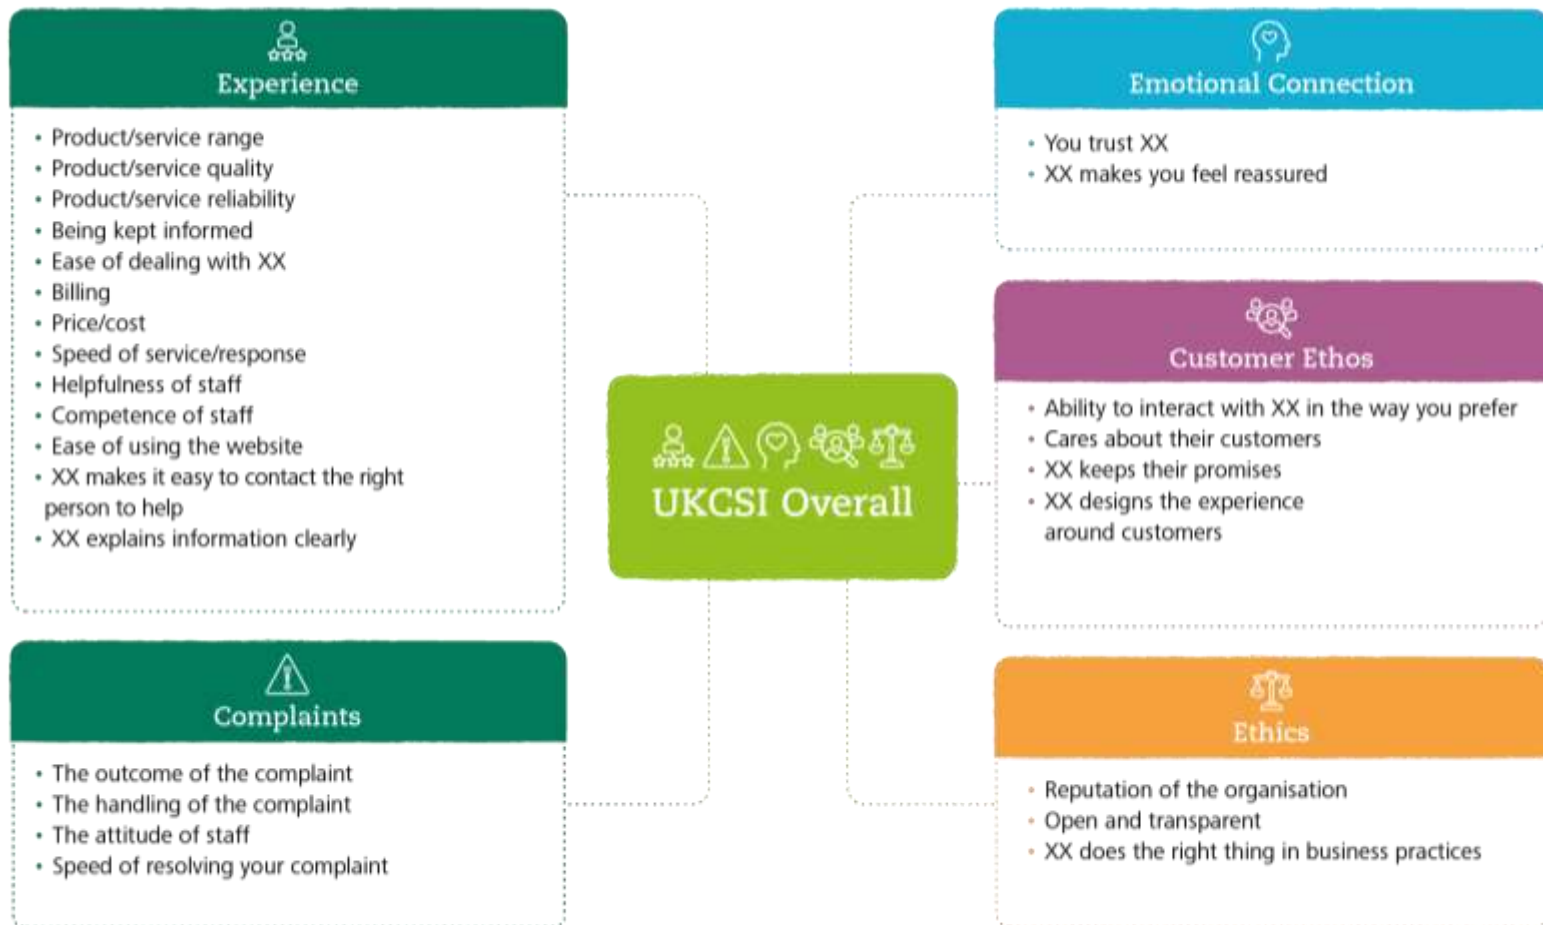 Experience
• Product/service range
• Product/service quality
• Product/service reliability
• Being kept informed
• Ease of dealing with XX
• Billing
• Price/cost
• Speed of service/response
• Helpfulness of staff
• Competence of staff
• Ease of using the website
• XX makes it easy to contact the right
person to help
• XX explains information clearly
Complaints
• The outcome of the complaint
• The handling of the complaint
• The attitude of staff
• Speed of resolving your complaint
UKCSI Overall
Emotional Connection
• You trust XX
• XX makes you feel reassured
Customer Ethos
• Ability to interact with XX in the way you prefer
• Cares about their customers
• XX keeps their promises
• XX designs the experience
around customers
Ethics
• Reputation of the organisation
• Open and transparent
• XX does the right thing in business practices